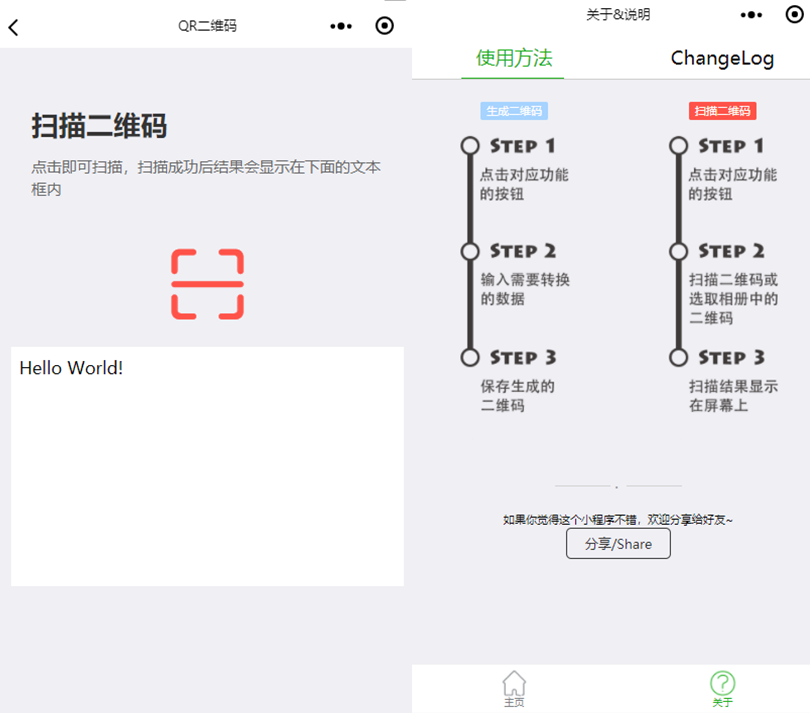 QR二维码
扫描二维码
点击即可扫描，扫描成功后结果会显示在下面的文本
框内
Hello World!
关于&说明
使用方法
ChangeLog
生成二维码
STEP 1
点击对应功能
的按钮
STEP 2
输入需要转换
的数据
STEP 3
保存生成的
二维码
扫描二维码
STEP 1
点击对应功能
的按钮
STEP 2
扫描二维码或
选取相册中的
二维码
STEP 3
扫描结果显示
在屏幕上
如果你觉得这个小程序不错，欢迎分享给好友~
分享/Share
主页
关于